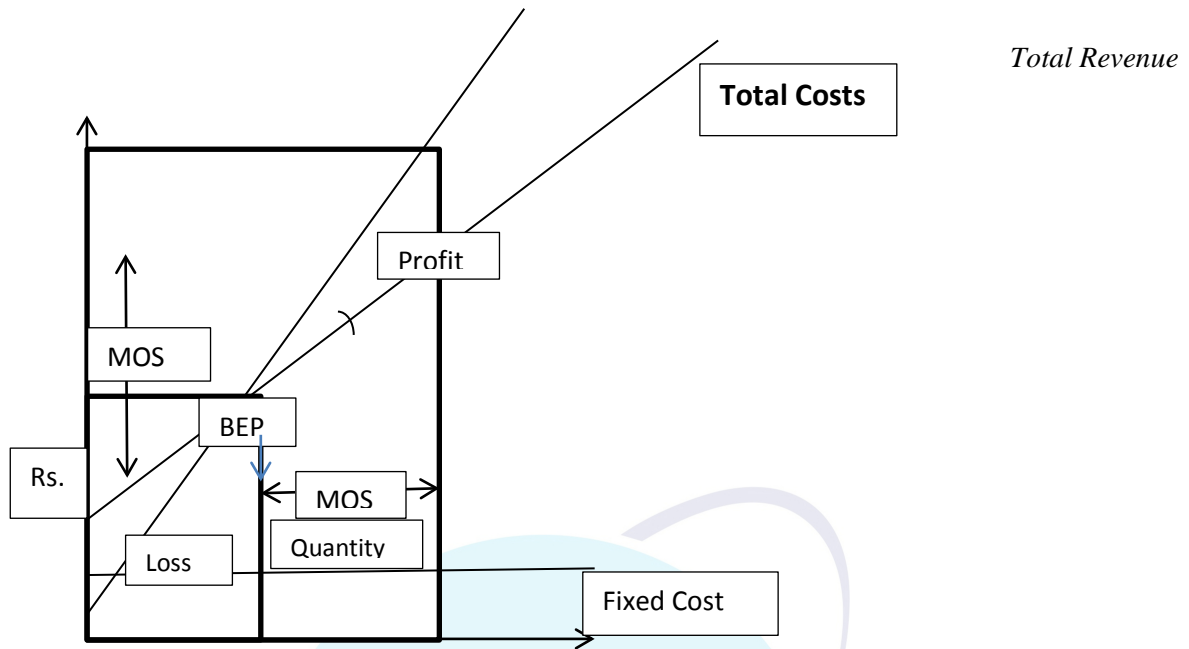 Total Revenue
Total Costs
Profit
MOS
BEP
Rs.
MOS
Quantity
Loss
Fixed Cost